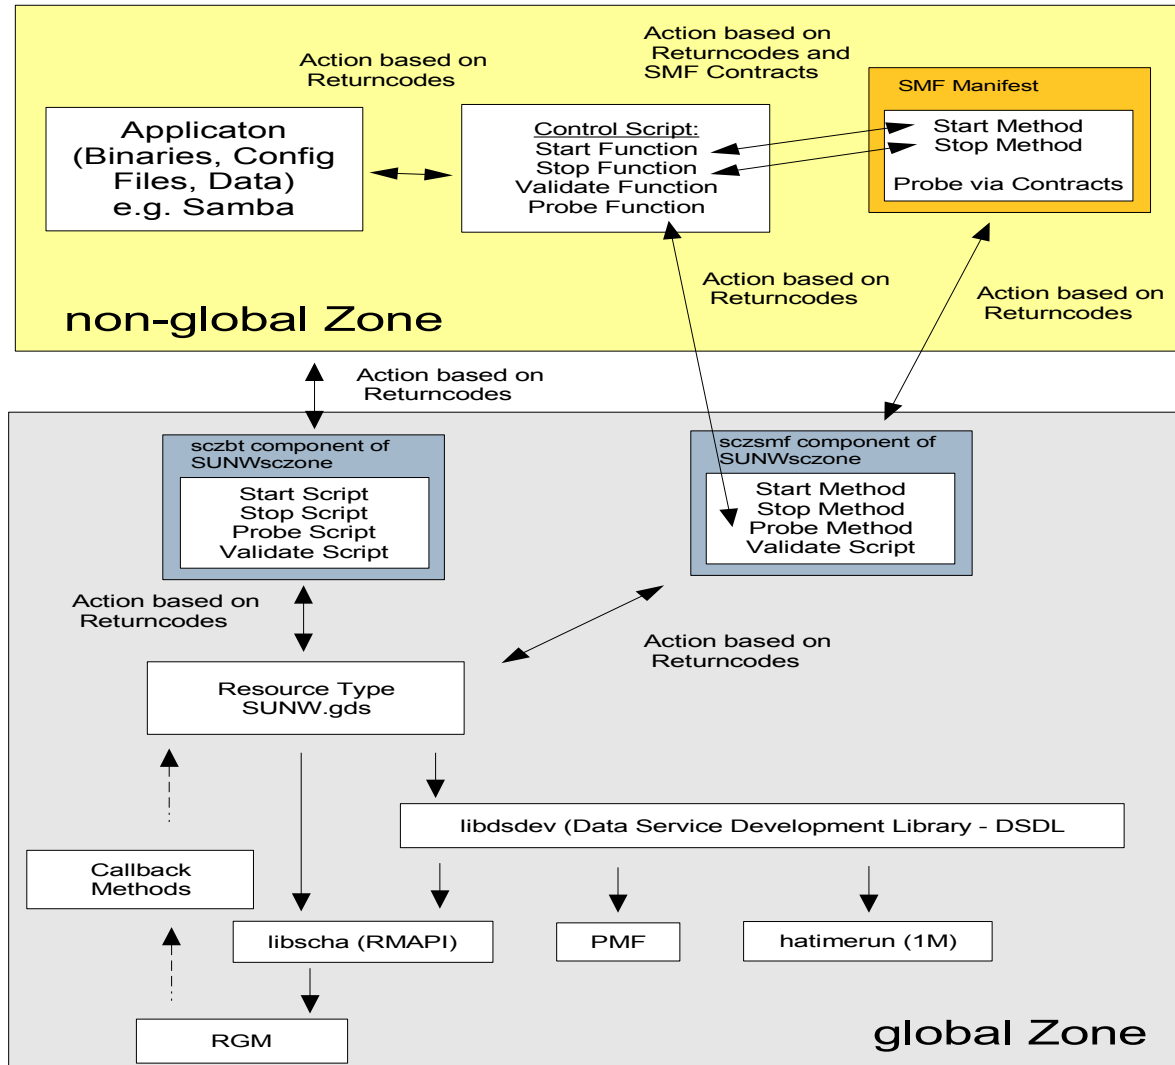 Action based on
Returncodes
Action based on
Returncodes and
SMF Contracts
Applicaton
(Binaries, Config
Files, Data)
e.g. Samba
Control Script:
Start Function
Stop Function
Validate Function
Probe Function
SMF Manifest
Start Method
Stop Method
Probe via Contracts
Action based on
Returncodes
Action based on
Returncodes
non-global Zone
Action based on
Returncodes
sczbt component of
SUNWsczone
Start Script
Stop Script
Probe Script
Validate Script
sczsmf component of
SUNWsczone
Start Method
Stop Method
Probe Method
Validate Script
Action based on
Returncodes
Action based on
Returncodes
Resource Type
SUNW.gds
libdsdev (Data Service Development Library - DSDL
Callback
Methods
libscha (RMAPI)
PMF
hatimerun (1M)
RGM
global Zone